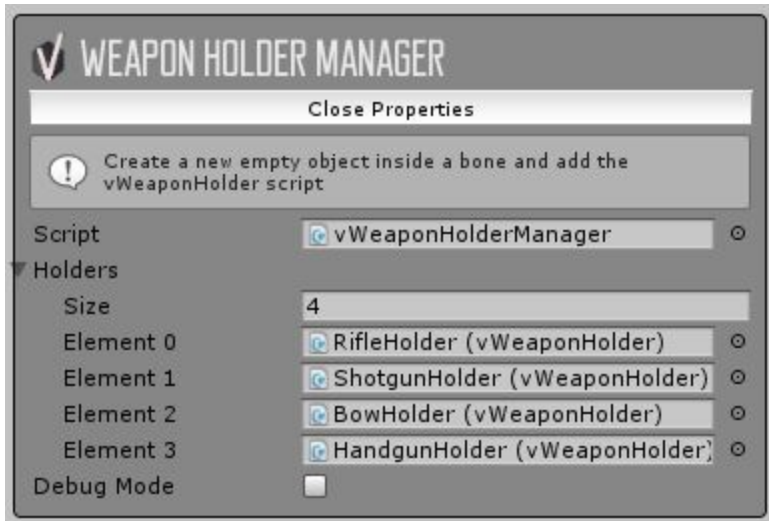 WEAPON HOLDER MANAGER
Close Properties
Create a new empty object inside a bone and add the
vWeaponHolder script
Script vWeaponHolderManager
Holders
Size 4
Element 0 RifleHolder (vWeaponHolder)
Element 1 ShotgunHolder (vWeaponHolder)
Element 2 BowHolder (vWeaponHolder)
Element 3 HandgunHolder (vWeaponHolder)
Debug Mode